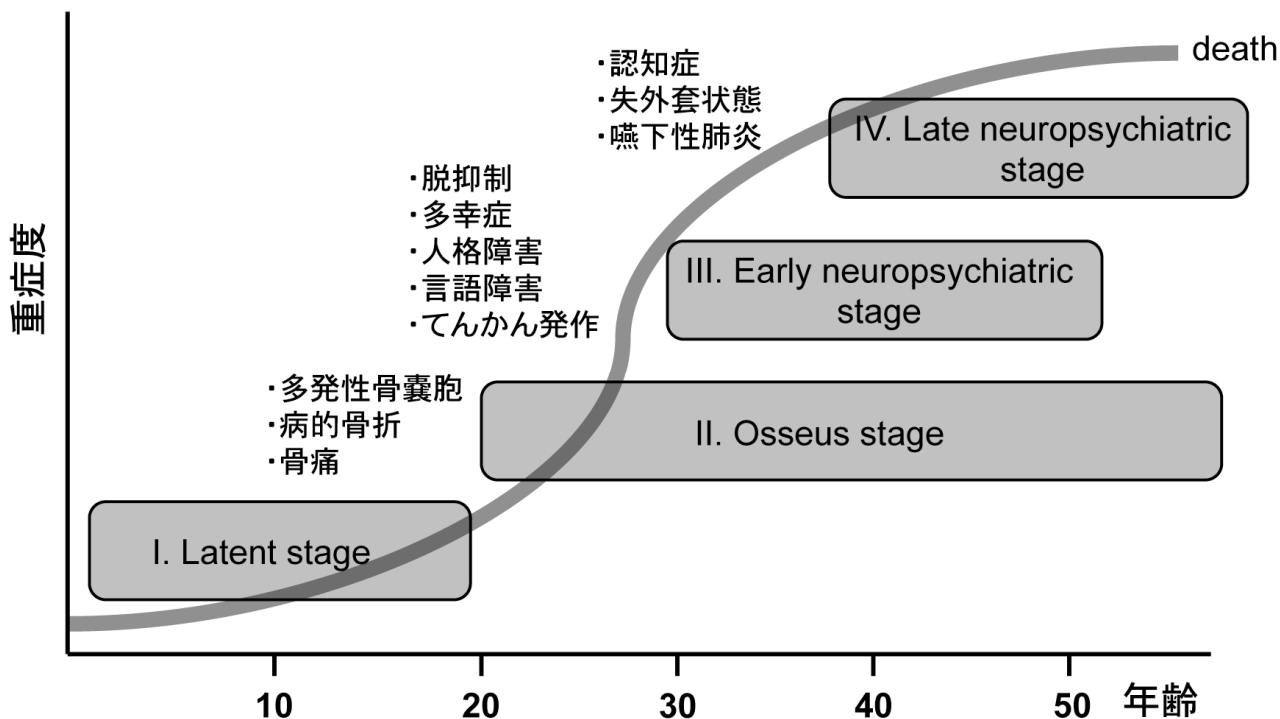 death
・認知症
・失外套状態
・嚥下性肺炎
IV. Late neuropsychiatric
stage
・脱抑制
・多幸症
・人格障害
・言語障害
・てんかん発作
III. Early neuropsychiatric
stage
・多発性骨嚢胞
・病的骨折
・骨痛
II. Osseus stage
I. Latent stage
重症度
10 20 30 40 50 年齢